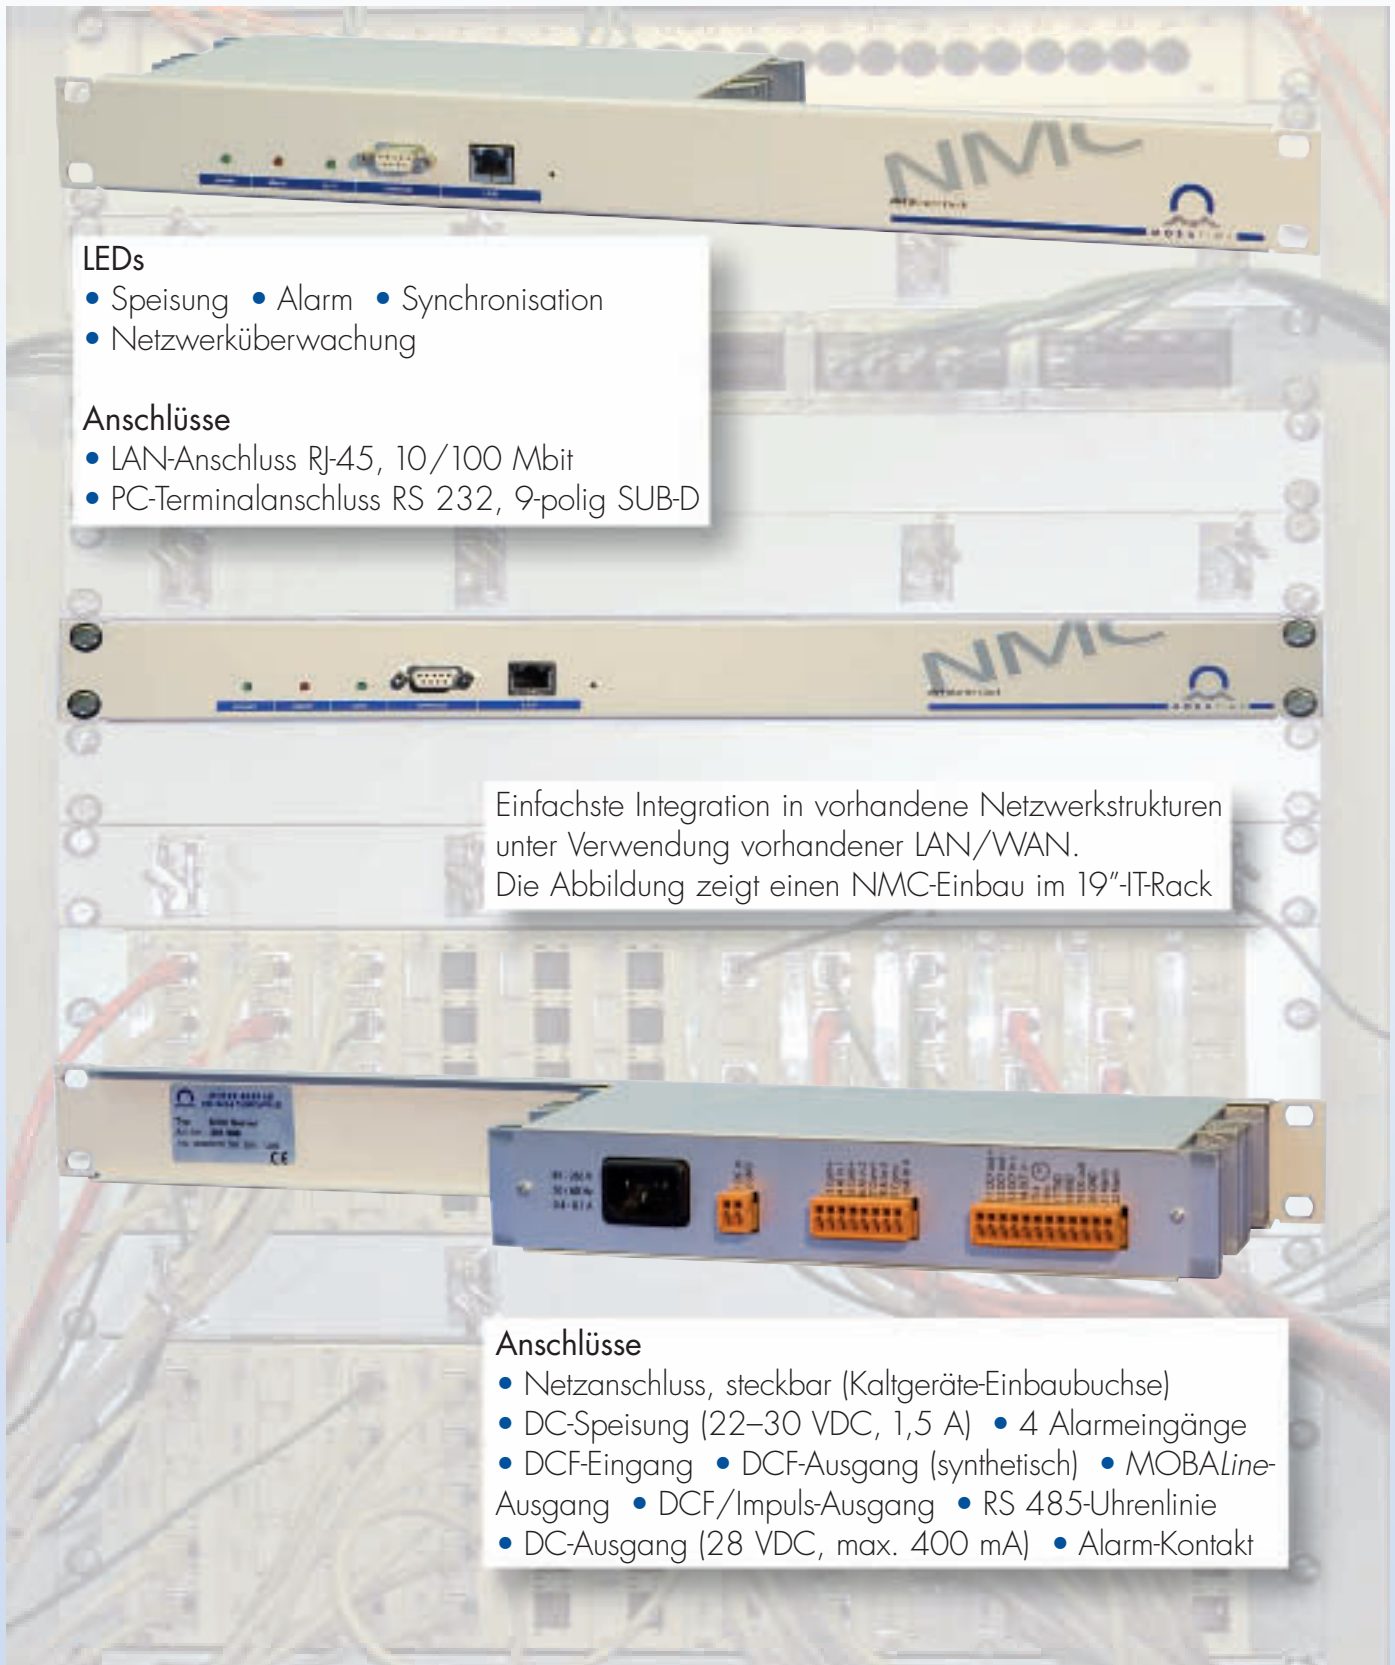 NMC
LEDs
• Speisung • Alarm • Synchronisation
• Netzwerküberwachung
Anschlüsse
• LAN-Anschluss RJ-45, 10/100 Mbit
• PC-Terminalanschluss RS 232, 9-polig SUB-D
NMC
Einfachste Integration in vorhandene Netzwerkstrukturen
unter Verwendung vorhandener LAN/WAN.
Die Abbildung zeigt einen NMC-Einbau im 19”-IT-Rack
CE
Anschlüsse
• Netzanschluss, steckbar (Kaltgeräte-Einbaubuchse)
• DC-Speisung (22–30 VDC, 1,5 A) • 4 Alarmeingänge
• DCF-Eingang • DCF-Ausgang (synthetisch) • MOBALine-
Ausgang • DCF/Impuls-Ausgang • RS 485-Uhrenlinie
• DC-Ausgang (28 VDC, max. 400 mA) • Alarm-Kontakt